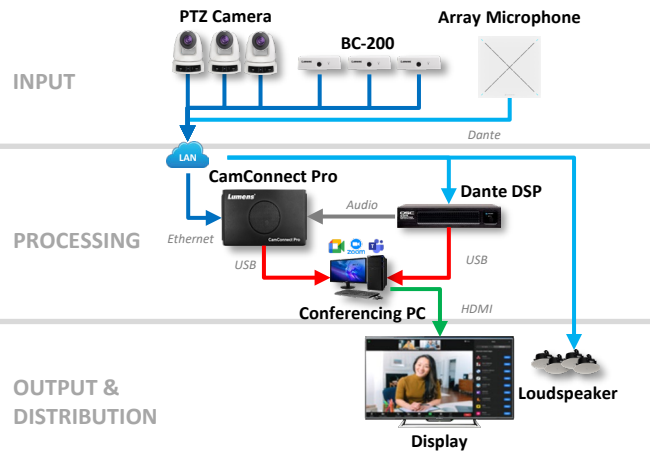 PTZ Camera
BC-200
Array Microphone
INPUT
Dante
LAN
CamConnect Pro
Dante DSP
Lumens
Audio
QSC
CamConnect Pro
Ethernet
PROCESSING
USB
USB
zoom
Conferencing PC
HDMI
OUTPUT &
DISTRIBUTION
Loudspeaker
Display